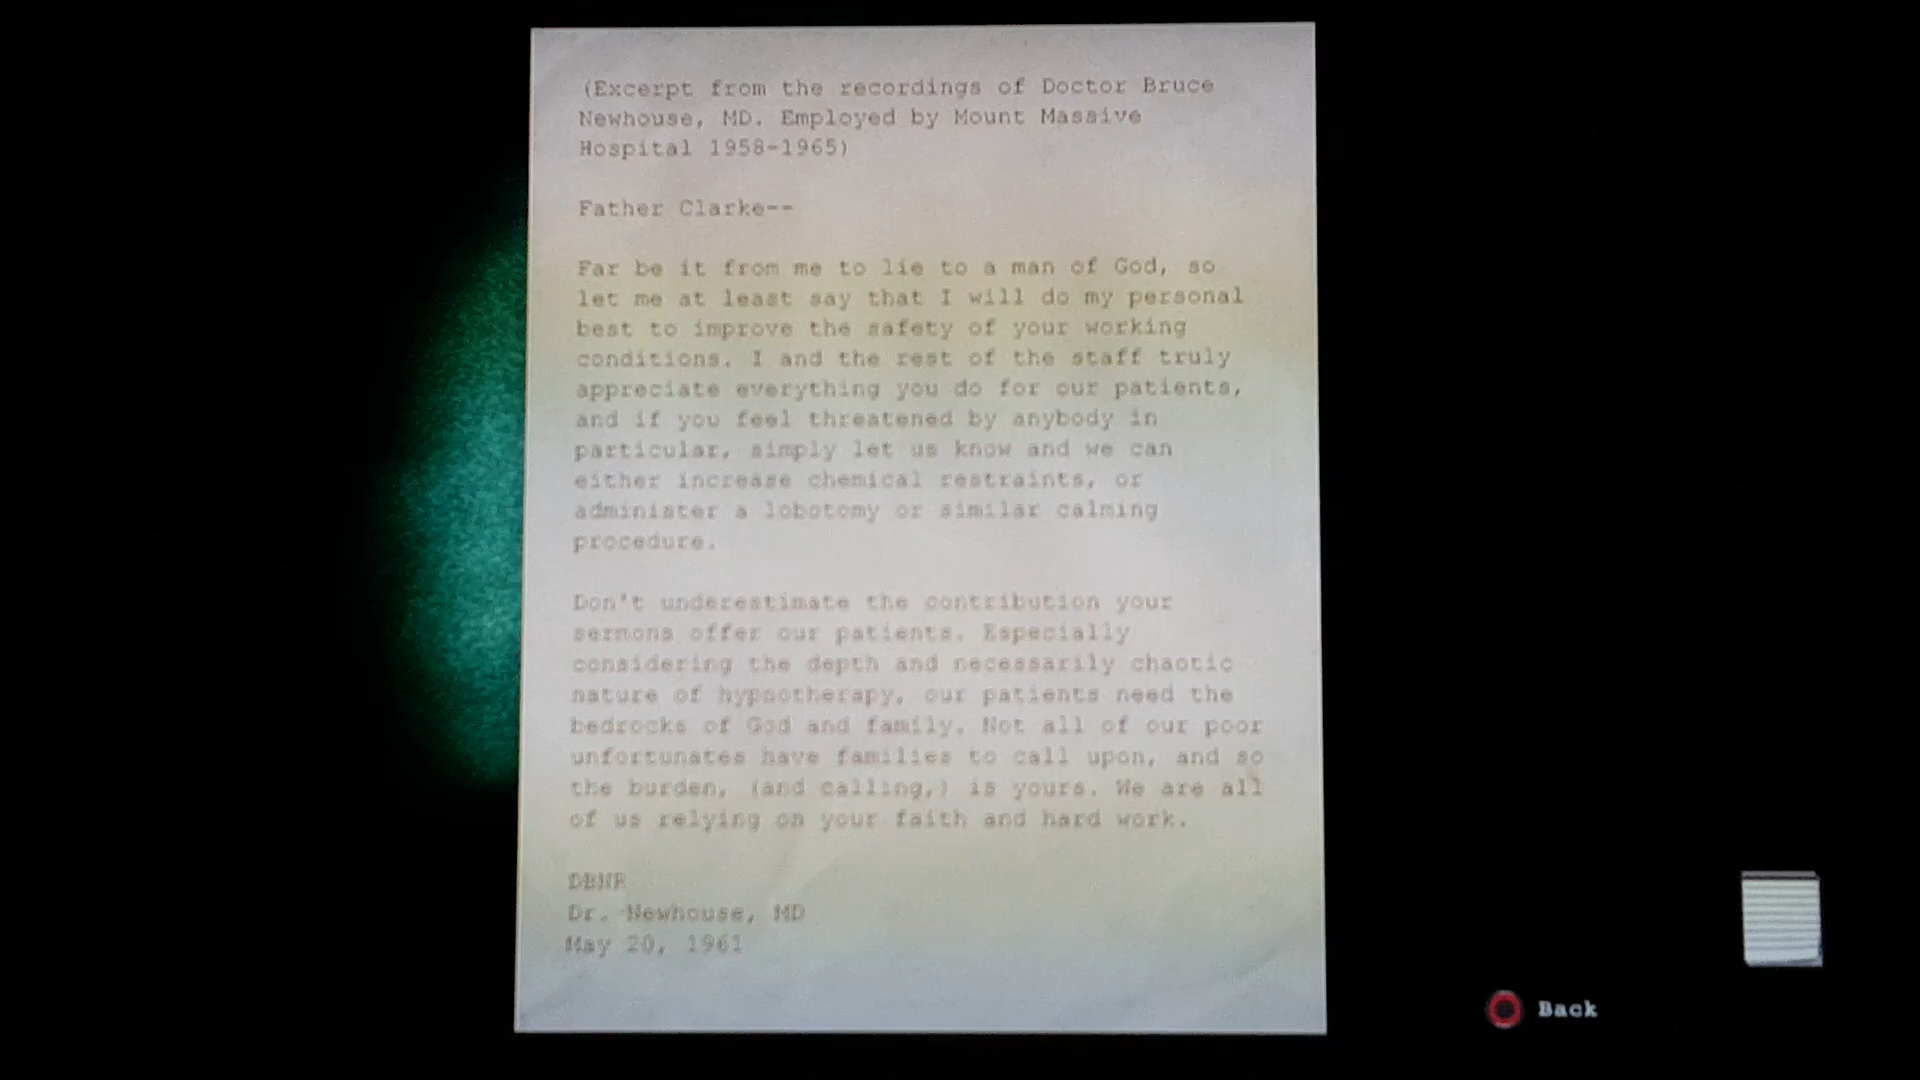 (Excerpt from the recordings of Doctor Bruce
Newhouse, MD. Employed by Mount Massive
Hospital 1958-1965)
Father Clarke--
Far be it from me to lie to a man of God, so
let me at least say that I will do my personal
best to improve the safety of your working
conditions. I and the rest of the staff truly
appreciate everything you do for our patients,
and if you feel threatened by anybody in
particular, simply let us know and we can
either increase chemical restraints, or
administer a lobotomy or similar calming
procedure.
Don't underestimate the contribution your
sermons offer our patients. Especially
considering the depth and necessarily chaotic
nature of hypnotherapy, our patients need the
bedrocks of God and family. Not all of our poor
unfortunates have families to call upon, and so
the burden, (and calling,) is yours. We are all
of us relying on your faith and hard work.
DBNR
Dr. Newhouse, MD
May 20, 1961
Back